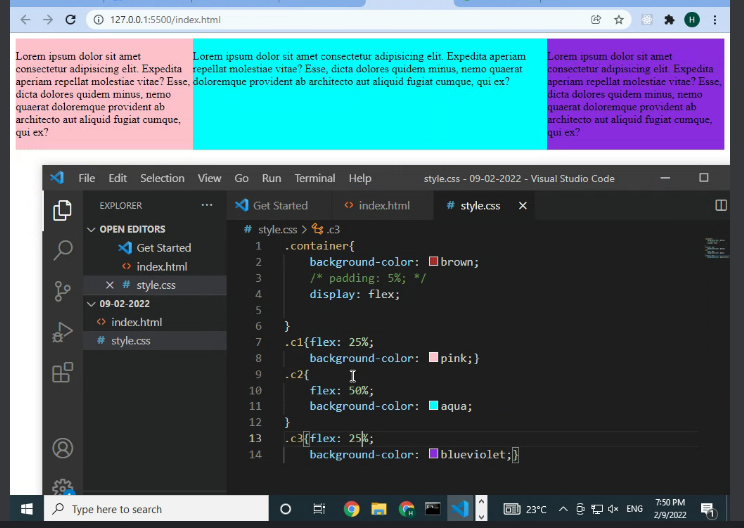 127.0.0.1:5500/index.html
H
Lorem ipsum dolor sit amet
consectetur adipisicing elit. Expedita
aperiam repellat molestiae vitae? Esse,
dicta dolores quidem minus, nemo
quaerat doloremque provident ab
architecto aut aliquid fugiat cumque,
qui ex?
Lorem ipsum dolor sit amet consectetur adipisicing elit. Expedita aperiam
repellat molestiae vitae? Esse, dicta dolores quidem minus, nemo quaerat
doloremque provident ab architecto aut aliquid fugiat cumque, qui ex?
Lorem ipsum dolor sit amet
consectetur adipisicing elit. Expedita
aperiam repellat molestiae vitae? Esse,
dicta dolores quidem minus, nemo
quaerat doloremque provident ab
architecto aut aliquid fugiat cumque,
qui ex?
File Edit Selection View Go Run Terminal Help style.css - 09-02-2022 - Visual Studio Code
EXPLORER ···
Get Started <> index.html # style.css ×
OPEN EDITORS
Get Started
<> index.html
× # style.css
09-02-2022
<> index.html
# style.css
# style.css > .c3
1 .container{
2 background-color: brown;
3 /* padding: 5%; */
4 display: flex;
5
6 }
7 .c1{flex: 25%;
8 background-color: pink;}
9 .c2{
10 flex: 50%;
11 background-color: aqua;
12 }
13 .c3{flex: 25%;
14 background-color: blueviolet;}
Type here to search
H
23°C
ENG
7:50 PM
2/9/2022
1